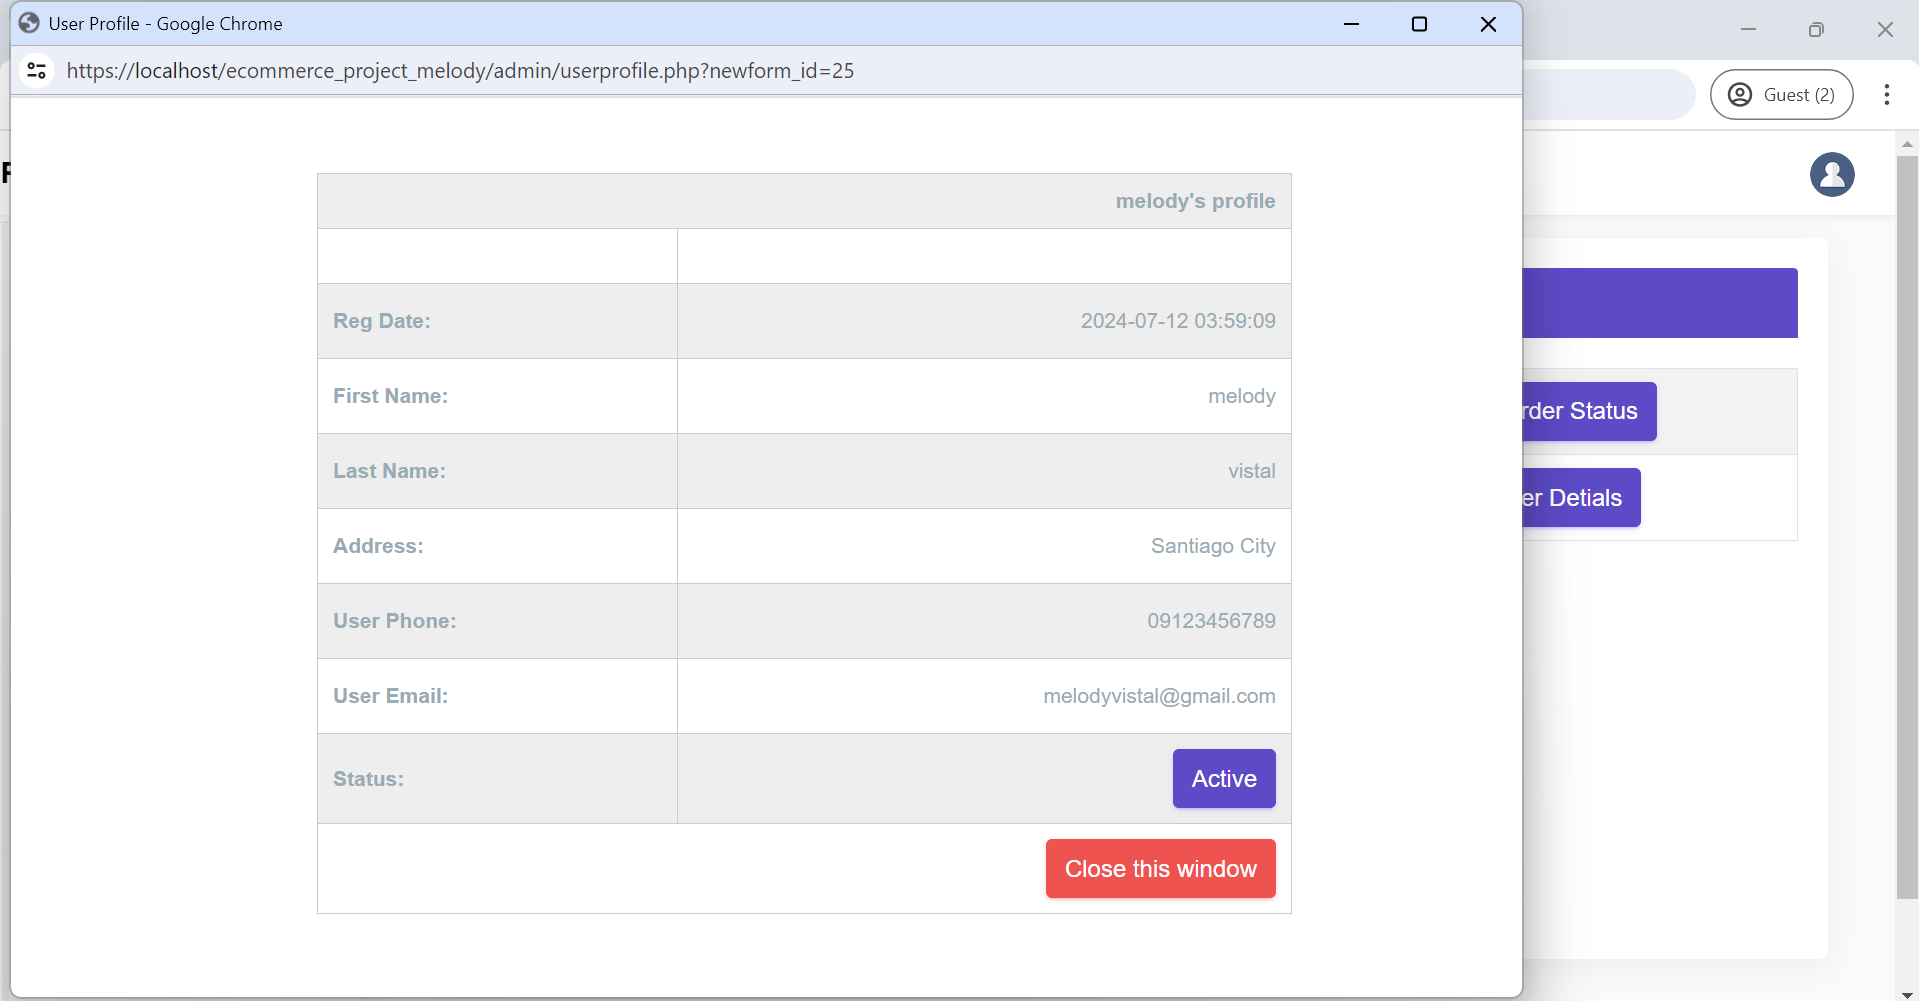 User Profile - Google Chrome
https://localhost/ecommerce_project_melody/admin/userprofile.php?newform_id=25
Guest (2)
melody's profile
Reg Date: 2024-07-12 03:59:09
First Name: melody
Last Name: vistal
Address: Santiago City
User Phone: 09123456789
User Email: melodyvistal@gmail.com
Status: Active
Close this window
rder Status
er Detials